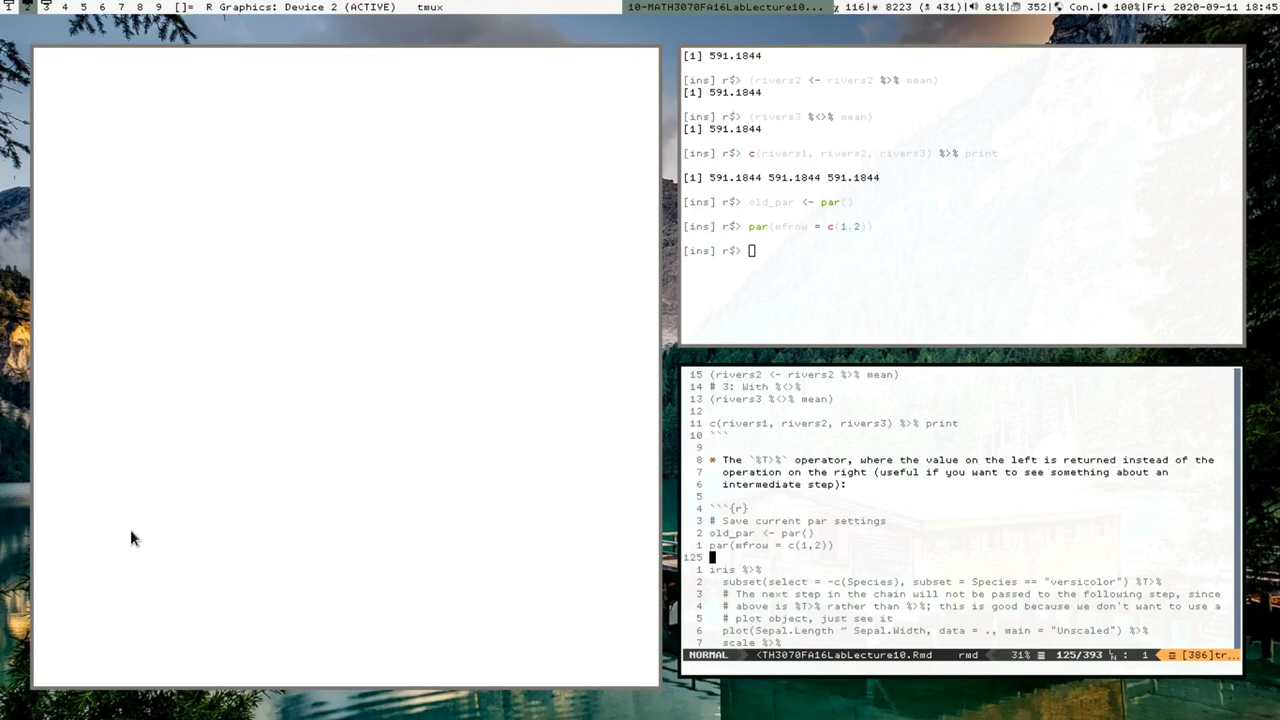 1 2 3 4 5 6 7 8 9 []= R Graphics: Device 2 (ACTIVE) tmux 10-MATH3070FA16LabLecture10... 116| 8223 ( 431)| 81%| 352| Con.| 100%|Fri 2020-09-11 18:45
[1] 591.1844
[ins] r$> (rivers2 <- rivers2 %>% mean)
[1] 591.1844
[ins] r$> (rivers3 %<>% mean)
[1] 591.1844
[ins] r$> c(rivers1, rivers2, rivers3) %>% print
[1] 591.1844 591.1844 591.1844
[ins] r$> old_par <- par()
[ins] r$> par(mfrow = c(1,2))
[ins] r$>
15 (rivers2 <- rivers2 %>% mean)
14 # 3: With %<>%
13 (rivers3 %<>% mean)
12
11 c(rivers1, rivers2, rivers3) %>% print
10 ```
9
8 * The `%T>%` operator, where the value on the left is returned instead of the
7 operation on the right (useful if you want to see something about an
6 intermediate step):
5
4 ```{r}
3 # Save current par settings
2 old_par <- par()
1 par(mfrow = c(1,2))
125
1 iris %>%
2 subset(select = -c(Species), subset = Species == "versicolor") %T>%
3 # The next step in the chain will not be passed to the following step, since
4 # above is %T>% rather than %>%; this is good because we don't want to use a
5 # plot object, just see it
6 plot(Sepal.Length ~ Sepal.Width, data = ., main = "Unscaled") %>%
7 scale %>%
NORMAL <TH3070FA16LabLecture10.Rmd rmd 31% 125/393 : 1 [386]tr...